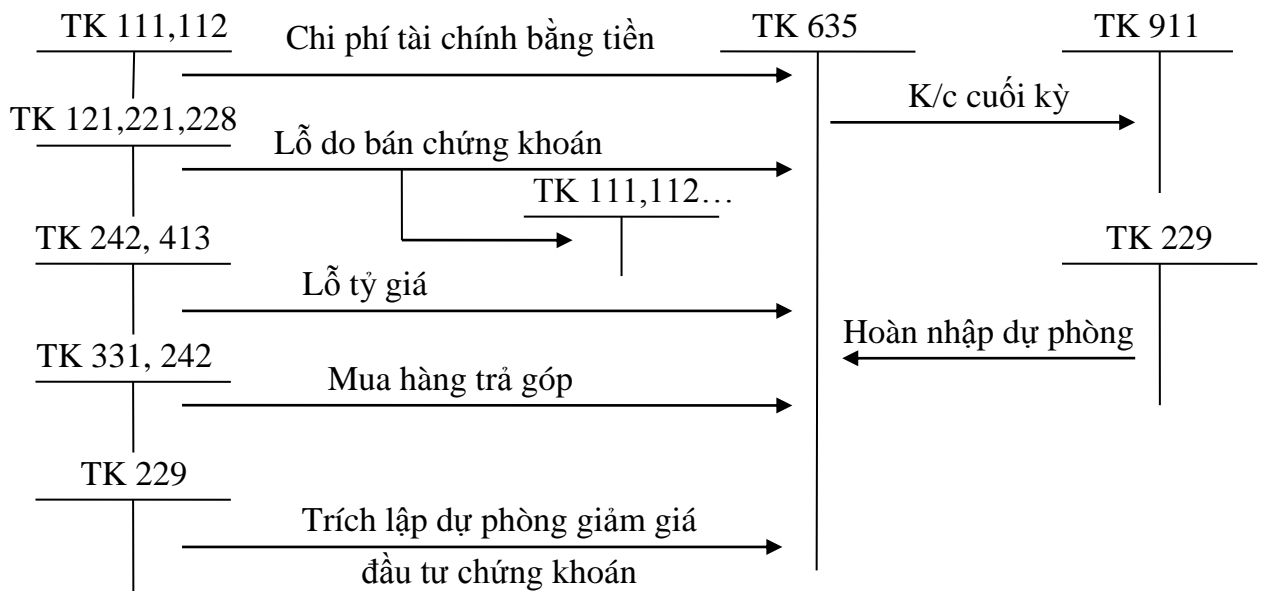 TK 111,112
Chi phí tài chính bằng tiền
TK 635
TK 911
K/c cuối kỳ
TK 121,221,228
Lỗ do bán chứng khoán
TK 111,112…
TK 242, 413
TK 229
Lỗ tỷ giá
Hoàn nhập dự phòng
TK 331, 242
Mua hàng trả góp
TK 229
Trích lập dự phòng giảm giá
đầu tư chứng khoán